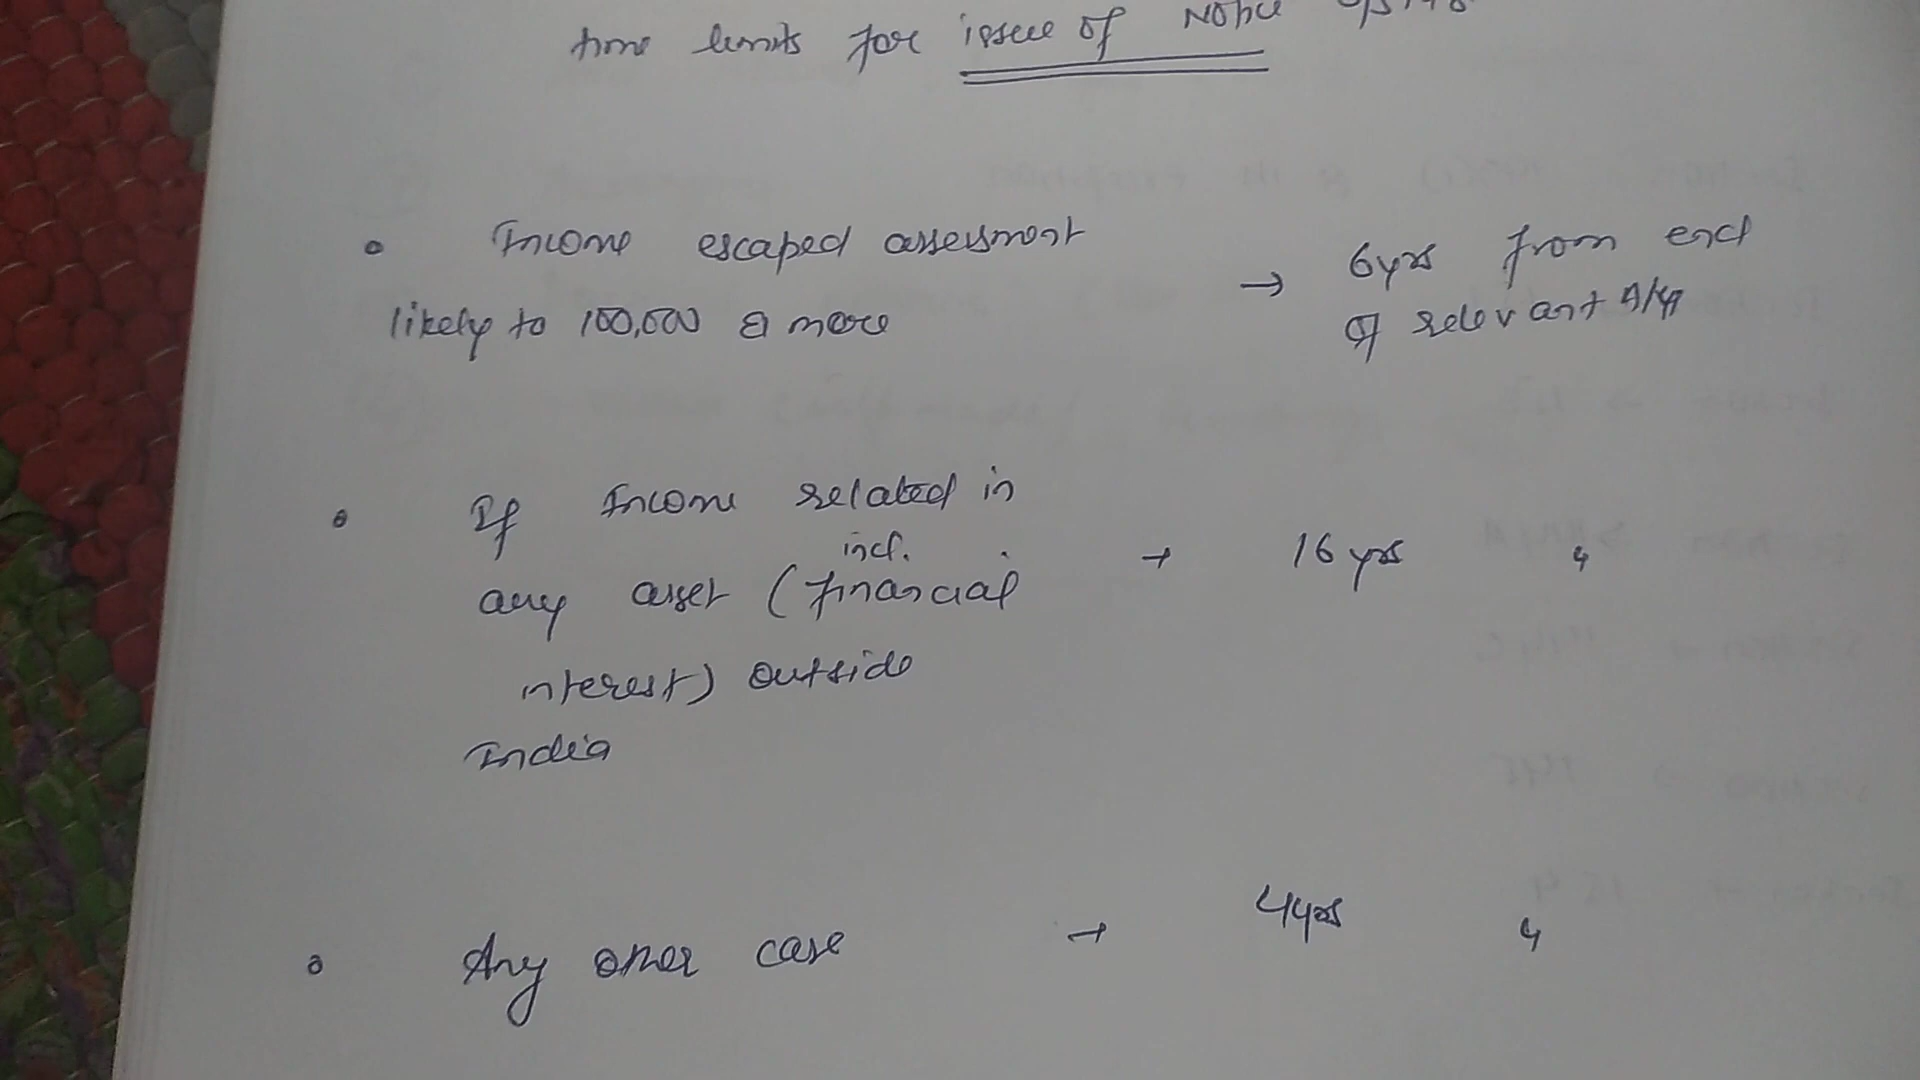 time limits for issue of Notice u/s 148
Income escaped assessment
likely to 100,000 & more
→ 6yrs from end
of relevant A/Y
If Income related in
incl.
any asset (financial
interest) outside
India
→ 16 yrs "
Any other case → 4yrs "